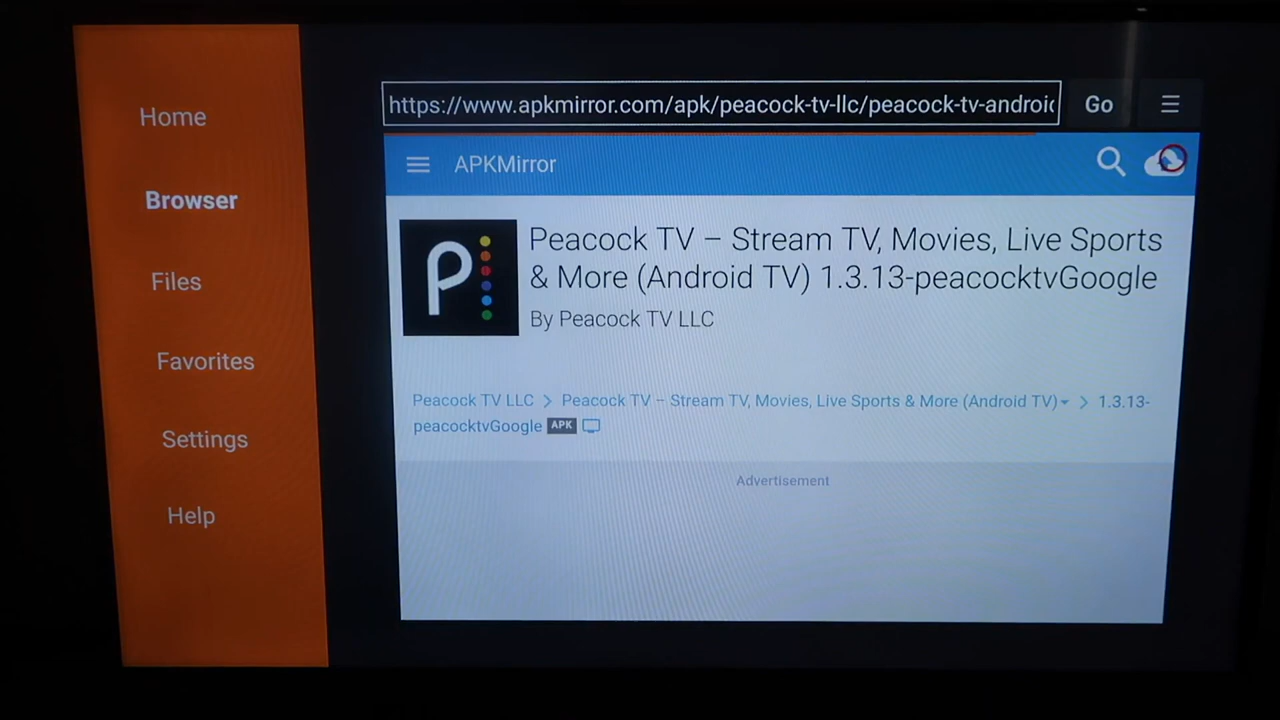 Home
Browser
Files
Favorites
Settings
Help
https://www.apkmirror.com/apk/peacock-tv-llc/peacock-tv-androi
Go
APKMirror
P
Peacock TV – Stream TV, Movies, Live Sports
& More (Android TV) 1.3.13-peacocktvGoogle
By Peacock TV LLC
Peacock TV LLC > Peacock TV – Stream TV, Movies, Live Sports & More (Android TV) > 1.3.13-
peacocktvGoogle APK
Advertisement